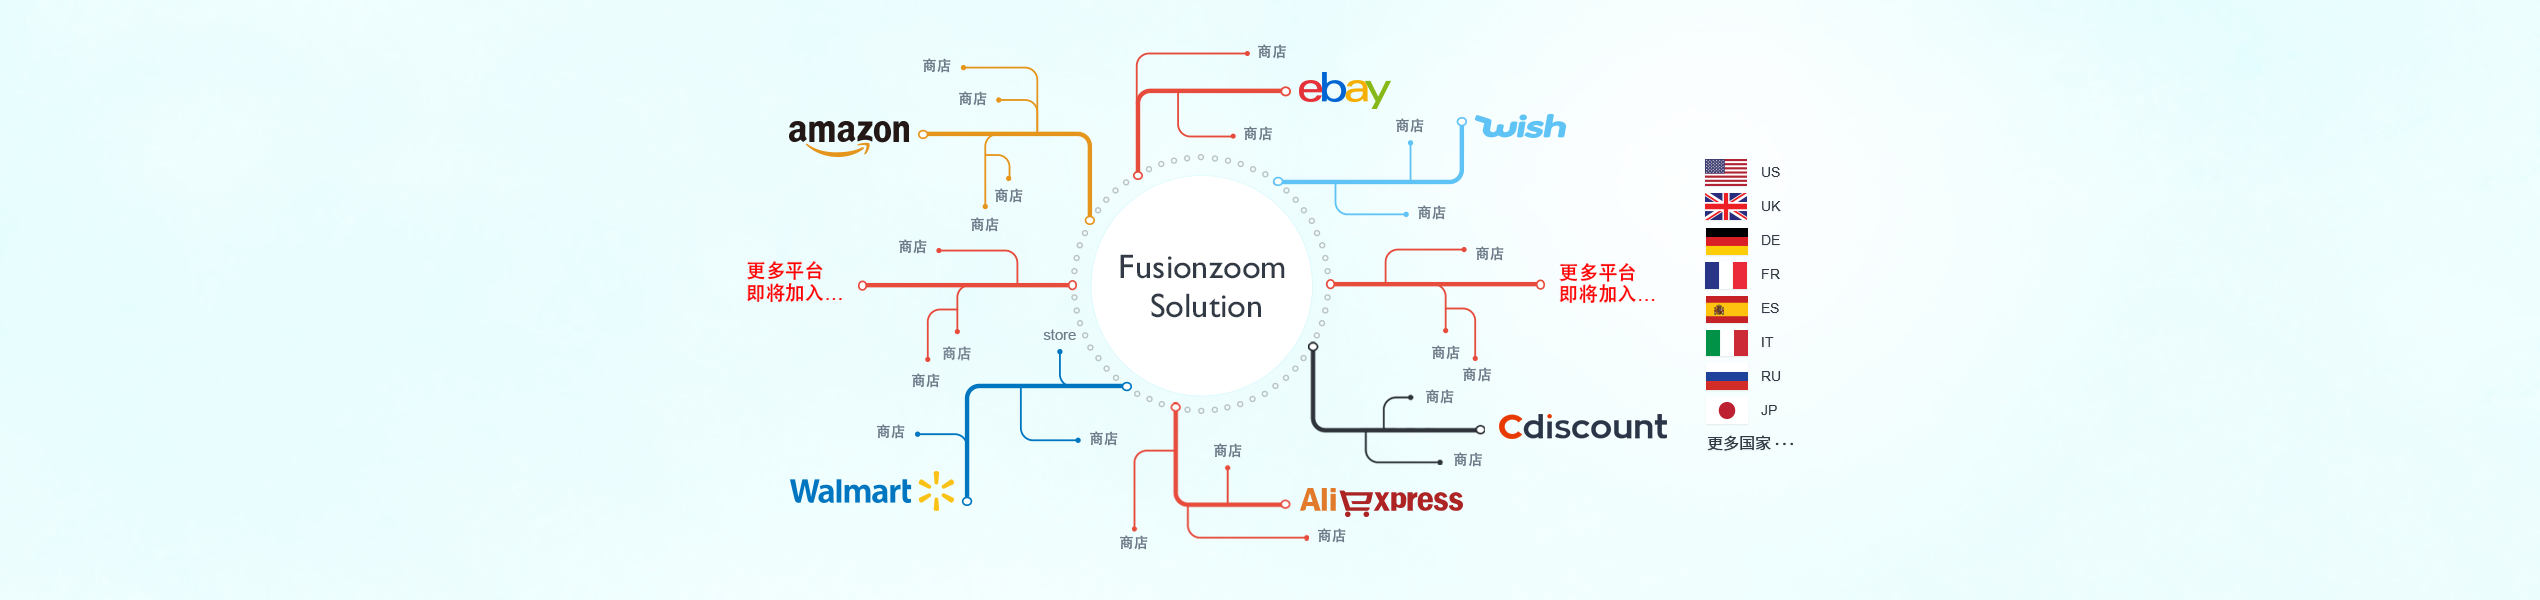 商店
商店
amazon
商店
商店
商店
ebay
商店
商店
wish
商店
商店
更多平台
即将加入...
商店
商店
Fusionzoom
Solution
商店
更多平台
即将加入...
商店
商店
store
商店
商店
Walmart
商店
商店
Cdiscount
商店
商店
AliExpress
商店
商店
US
UK
DE
FR
ES
IT
RU
JP
更多国家 ···